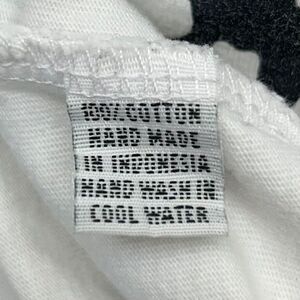 100% COTTON
HAND MADE
IN INDONESIA
HAND WASH IN
COOL WATER